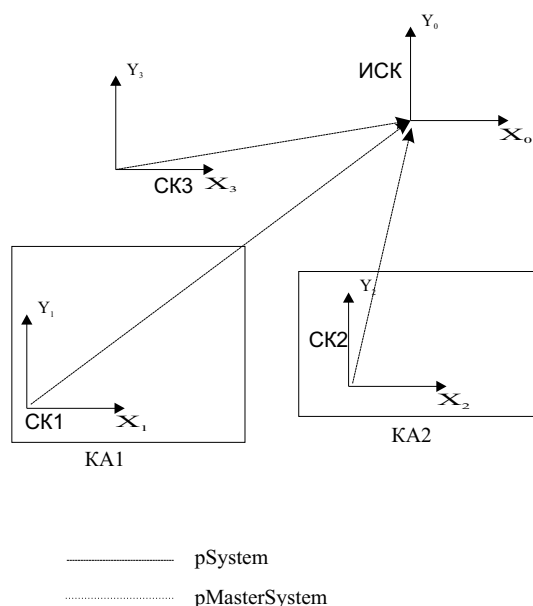 Y₀
ИСК
X₀
Y₃
СК3
X₃
Y₁
СК1
X₁
КА1
Y₂
СК2
X₂
КА2
pSystem
pMasterSystem